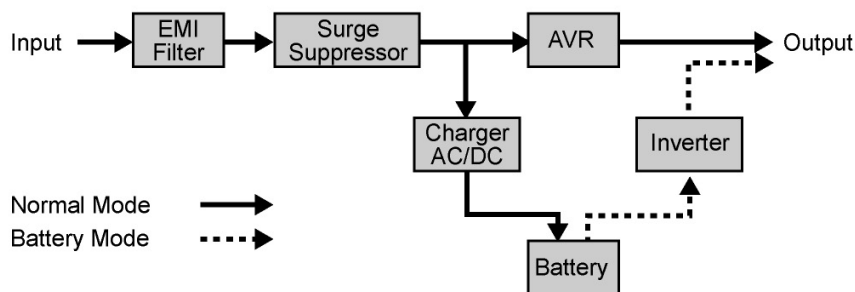 Input
EMI
Filter
Surge
Suppressor
AVR
Output
Charger
AC/DC
Inverter
Normal Mode
Battery Mode
Battery